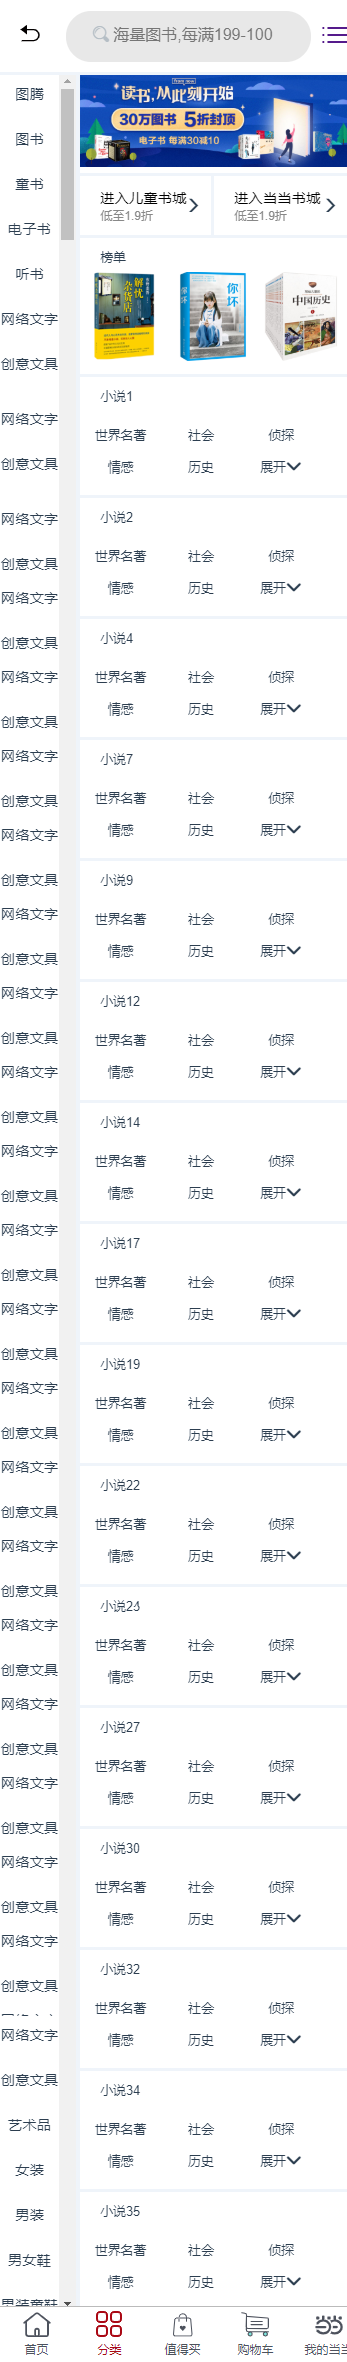 海量图书,每满199-100
图腾
图书
童书
电子书
听书
网络文字
创意文具
网络文字
创意文具
网络文字
创意文具
网络文字
创意文具
网络文字
创意文具
网络文字
创意文具
网络文字
创意文具
网络文字
创意文具
网络文字
创意文具
网络文字
创意文具
网络文字
创意文具
网络文字
创意文具
网络文字
创意文具
网络文字
创意文具
网络文字
创意文具
网络文字
创意文具
网络文字
创意文具
网络文字
创意文具
网络文字
创意文具
网络文字
创意文具
网络文字
创意文具
网络文字
创意文具
艺术品
女装
男装
男女鞋
男装童鞋
读书,从此刻开始
30万图书 5折封顶
电子书 每满30减10
进入儿童书城 进入当当书城
低至1.9折 低至1.9折
榜单
解忧杂货店
你坏
中国历史
小说1
世界名著 社会 侦探
情感 历史 展开
小说2
世界名著 社会 侦探
情感 历史 展开
小说4
世界名著 社会 侦探
情感 历史 展开
小说7
世界名著 社会 侦探
情感 历史 展开
小说9
世界名著 社会 侦探
情感 历史 展开
小说12
世界名著 社会 侦探
情感 历史 展开
小说14
世界名著 社会 侦探
情感 历史 展开
小说17
世界名著 社会 侦探
情感 历史 展开
小说19
世界名著 社会 侦探
情感 历史 展开
小说22
世界名著 社会 侦探
情感 历史 展开
小说24
世界名著 社会 侦探
情感 历史 展开
小说27
世界名著 社会 侦探
情感 历史 展开
小说30
世界名著 社会 侦探
情感 历史 展开
小说32
世界名著 社会 侦探
情感 历史 展开
小说34
世界名著 社会 侦探
情感 历史 展开
小说35
世界名著 社会 侦探
情感 历史 展开
首页 分类 值得买 购物车 我的当当